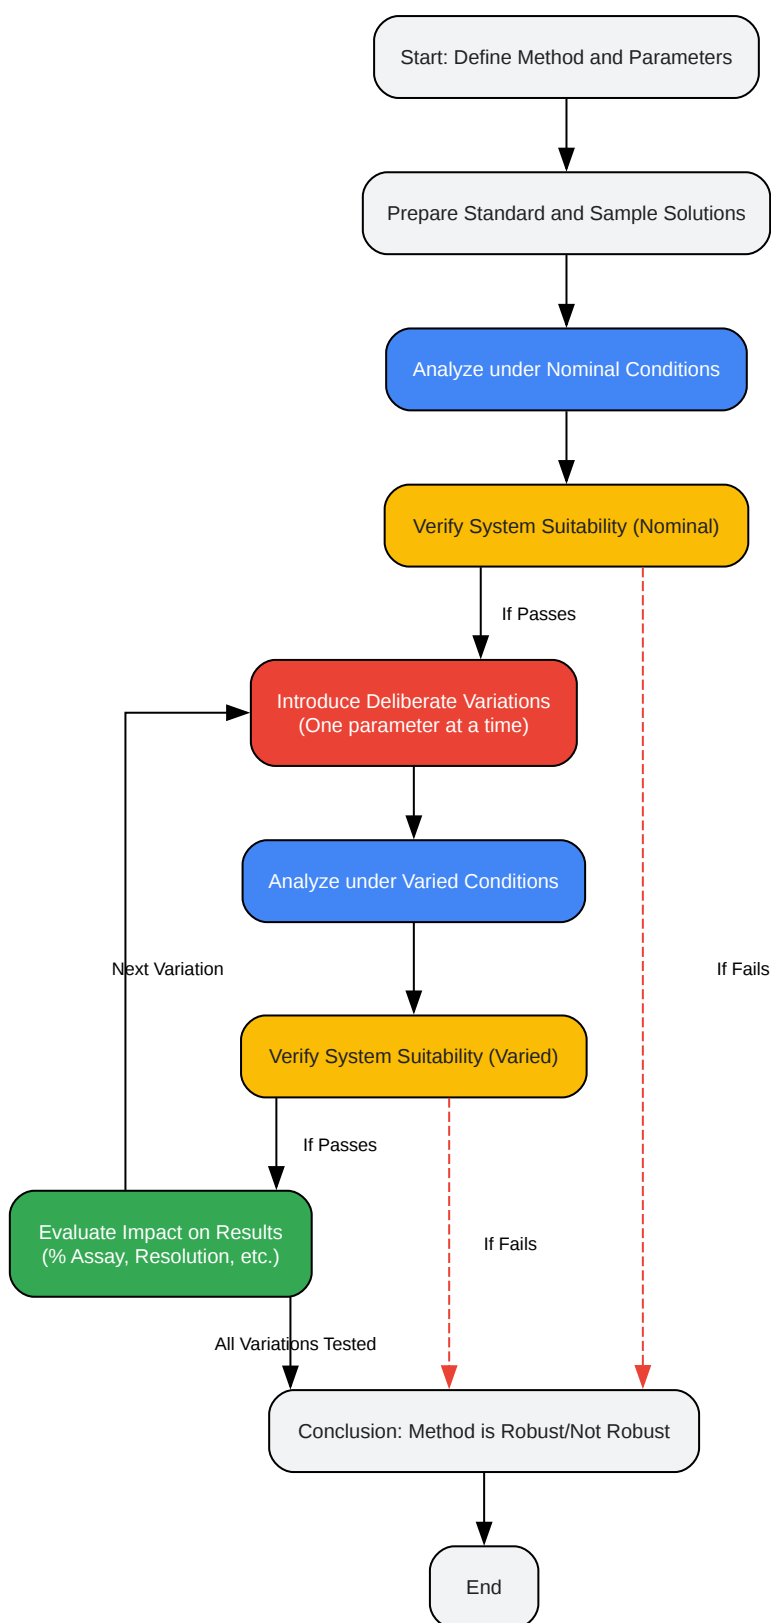 Start: Define Method and Parameters
Prepare Standard and Sample Solutions
Analyze under Nominal Conditions
Verify System Suitability (Nominal)
If Passes
Introduce Deliberate Variations
(One parameter at a time)
Analyze under Varied Conditions
Next Variation
If Fails
Verify System Suitability (Varied)
If Passes
Evaluate Impact on Results
(% Assay, Resolution, etc.)
If Fails
All Variations Tested
Conclusion: Method is Robust/Not Robust
End